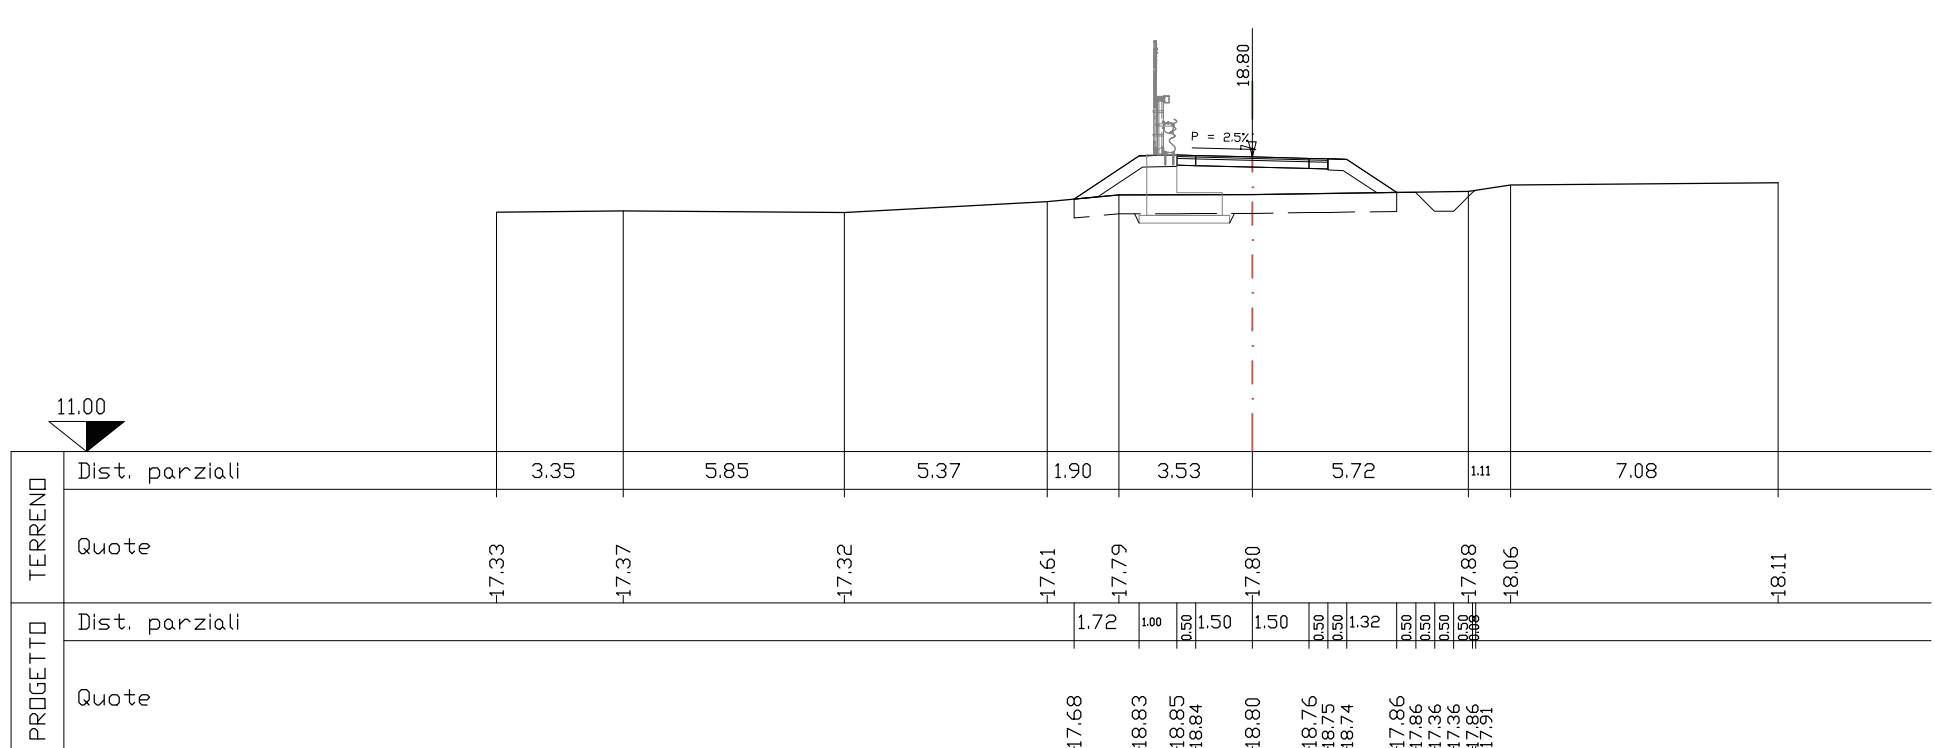 18.80
P = 2.5%
11.00
TERRENO
Dist. parziali 3.35 5.85 5.37 1.90 3.53 5.72 1.11 7.08
Quote 17.33 17.37 17.32 17.61 17.79 17.80 17.88 18.06 18.11
PROGETTO
Dist. parziali 1.72 1.00 0.50 1.50 1.50 0.50 0.50 1.32 0.50 0.50 0.50 0.50 0.08
Quote 17.68 18.83 18.85 18.84 18.80 18.76 18.75 18.74 17.86 17.86 17.36 17.36 17.86 17.91